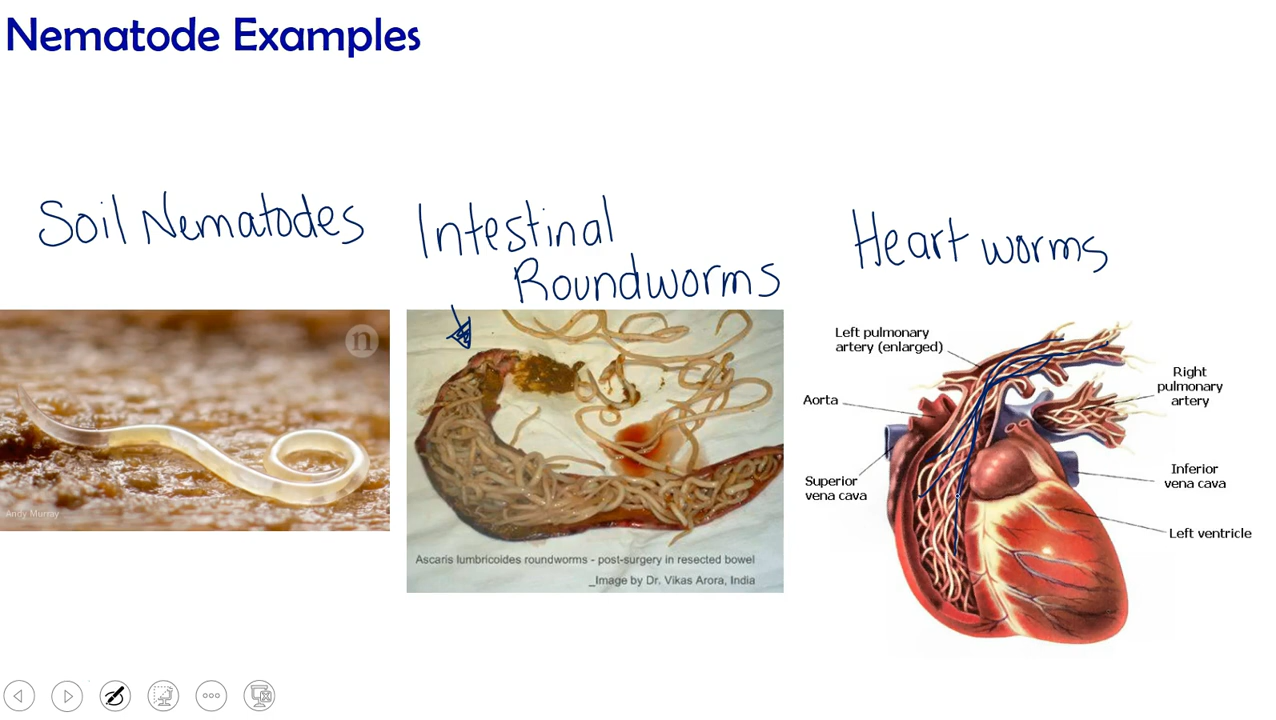 Nematode Examples
Soil Nematodes
Intestinal
Roundworms
Heart worms
n
Andy Murray
Ascaris lumbricoides roundworms - post-surgery in resected bowel
_Image by Dr. Vikas Arora, India
Left pulmonary
artery (enlarged)
Aorta
Superior
vena cava
Right
pulmonary
artery
Inferior
vena cava
Left ventricle